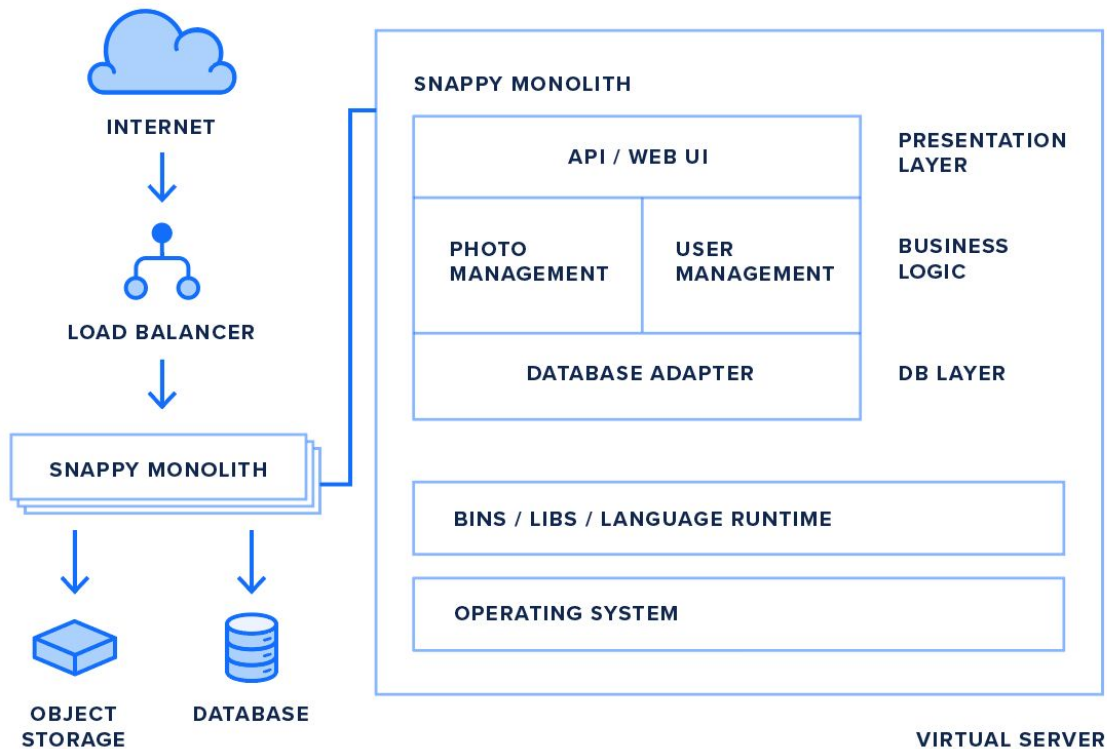 INTERNET
LOAD BALANCER
SNAPPY MONOLITH
OBJECT
STORAGE
DATABASE
SNAPPY MONOLITH
API / WEB UI
PRESENTATION
LAYER
PHOTO
MANAGEMENT
USER
MANAGEMENT
BUSINESS
LOGIC
DATABASE ADAPTER
DB LAYER
BINS / LIBS / LANGUAGE RUNTIME
OPERATING SYSTEM
VIRTUAL SERVER